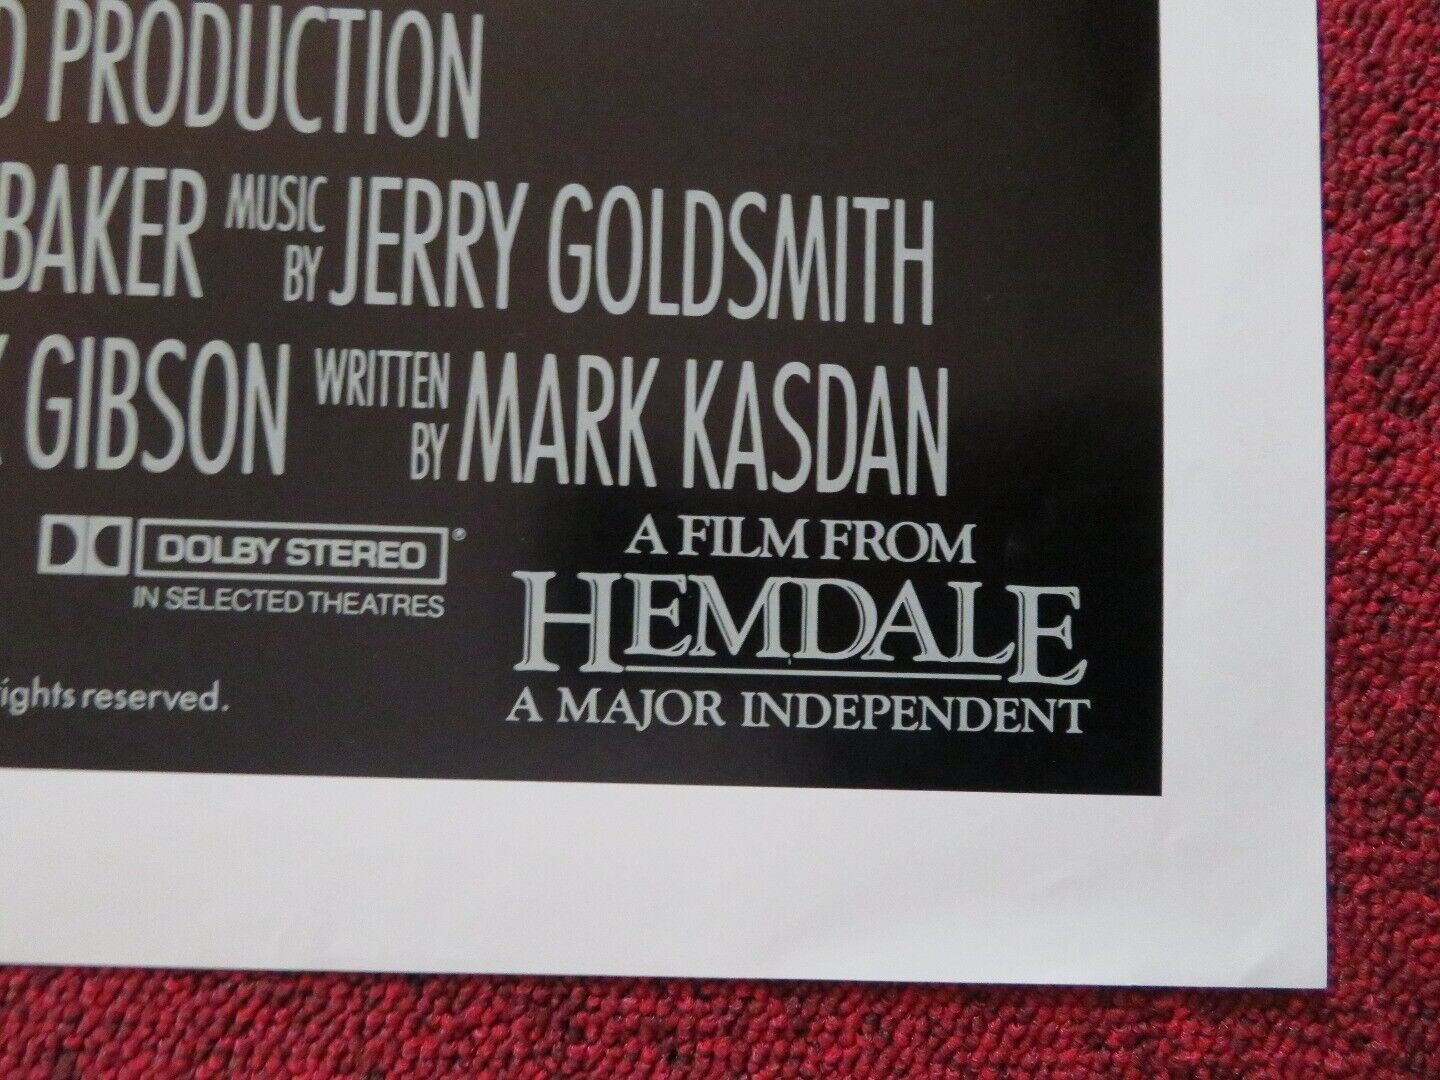 PRODUCTION
BAKER MUSIC BY JERRY GOLDSMITH
GIBSON WRITTEN BY MARK KASDAN
DOLBY STEREO ®
IN SELECTED THEATRES
A FILM FROM
HEMDALE
A MAJOR INDEPENDENT
rights reserved.